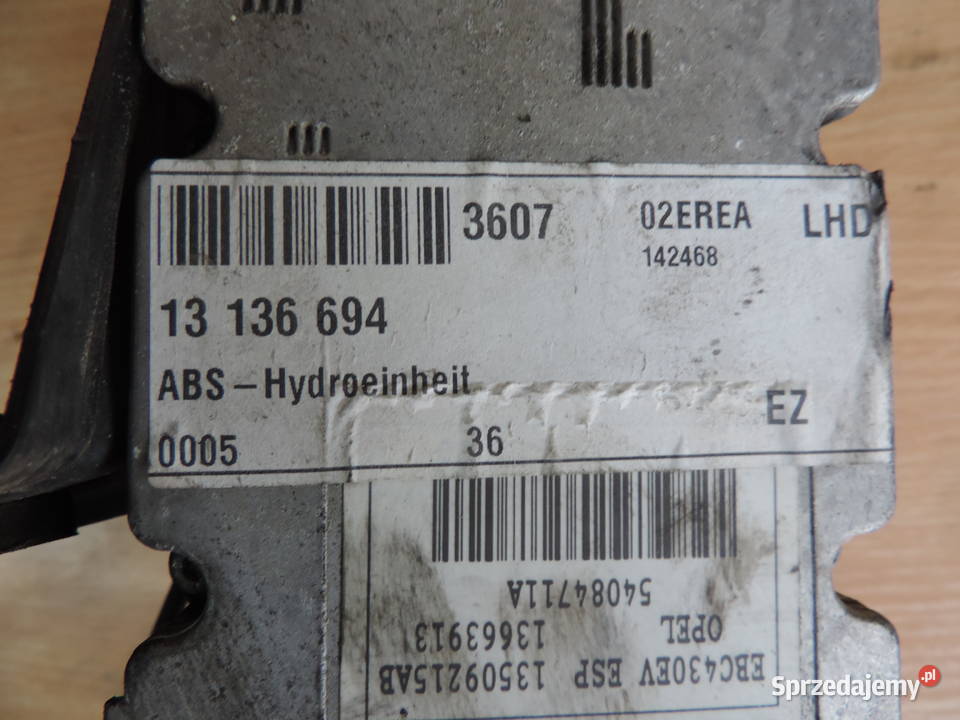 3607 02EREA LHD
142468
13 136 694
ABS – Hydroeinheit
EZ
0005 36
54084711A
OPEL 13663913
EBC430EV ESP 13509215AB
Sprzedajemy.pl